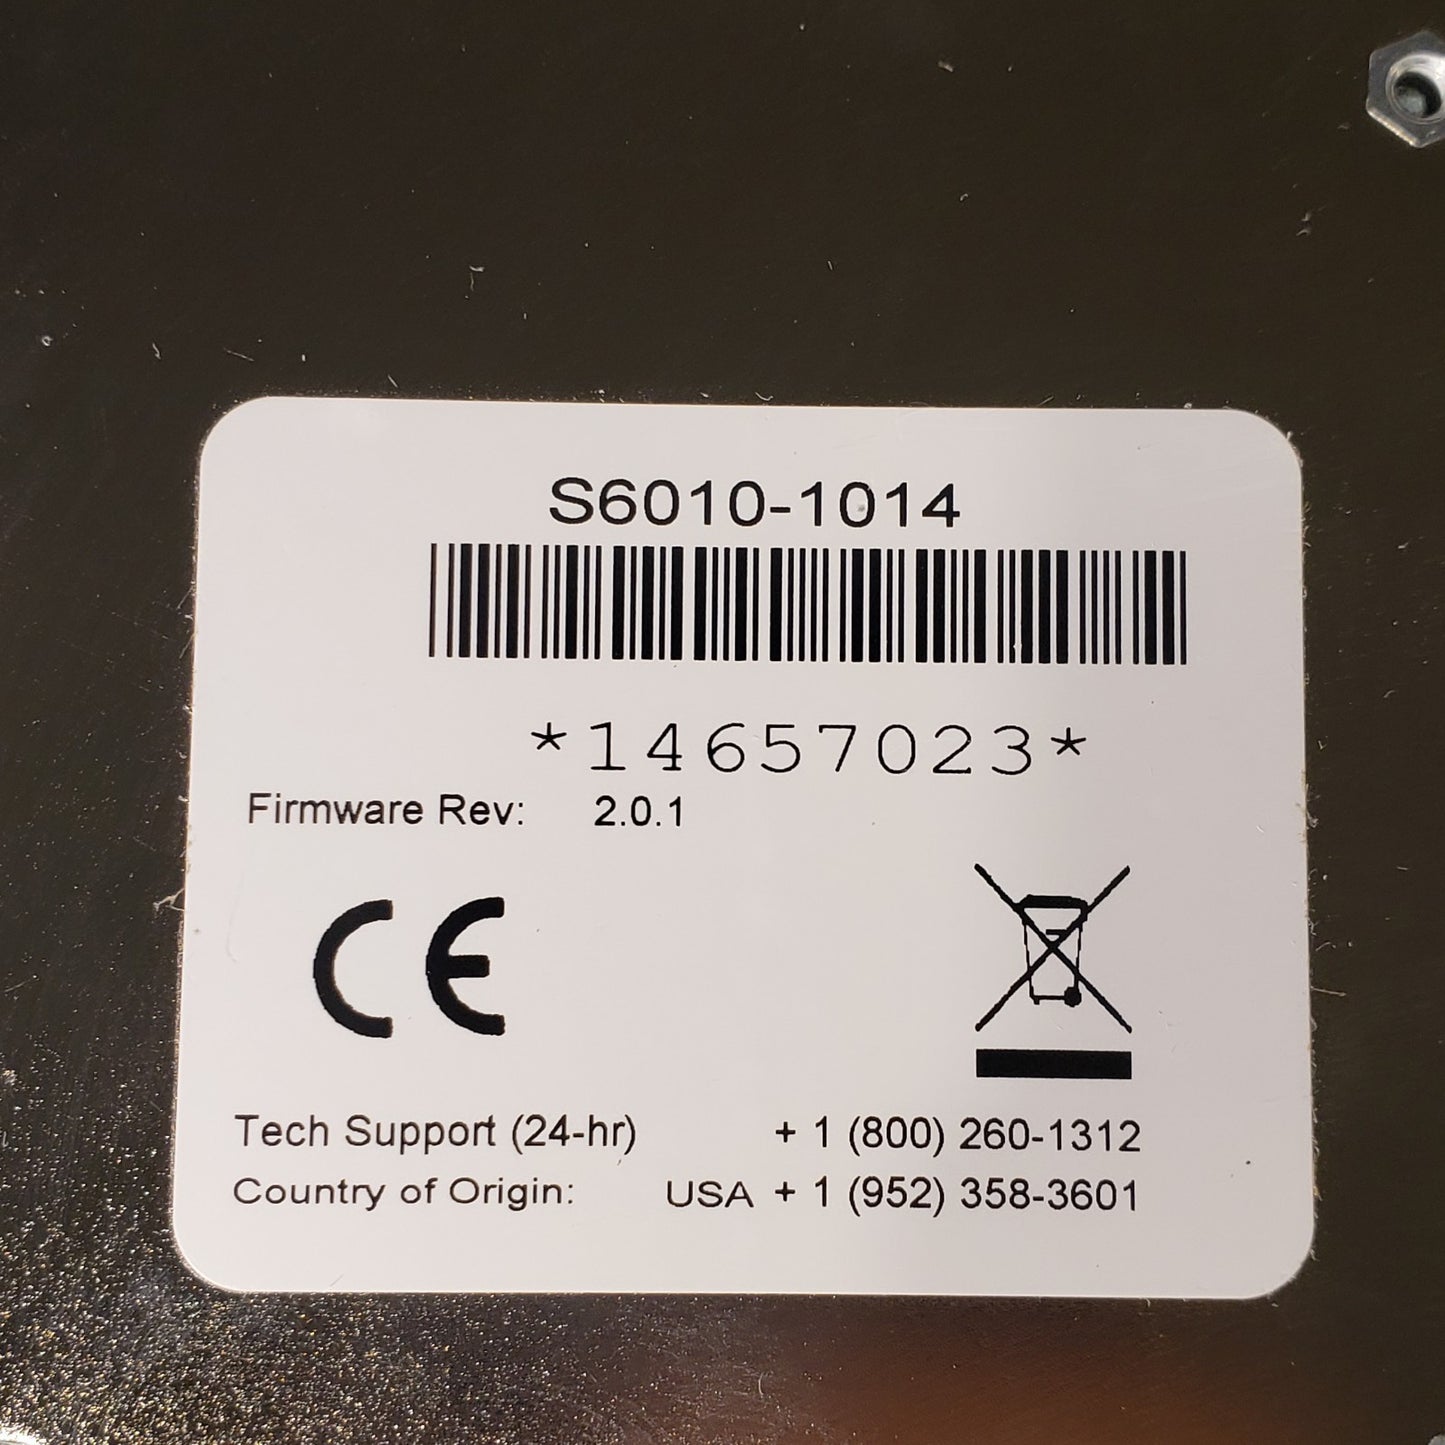 S6010-1014
*14657023*
Firmware Rev: 2.0.1
CE
Tech Support (24-hr) + 1 (800) 260-1312
Country of Origin: USA + 1 (952) 358-3601